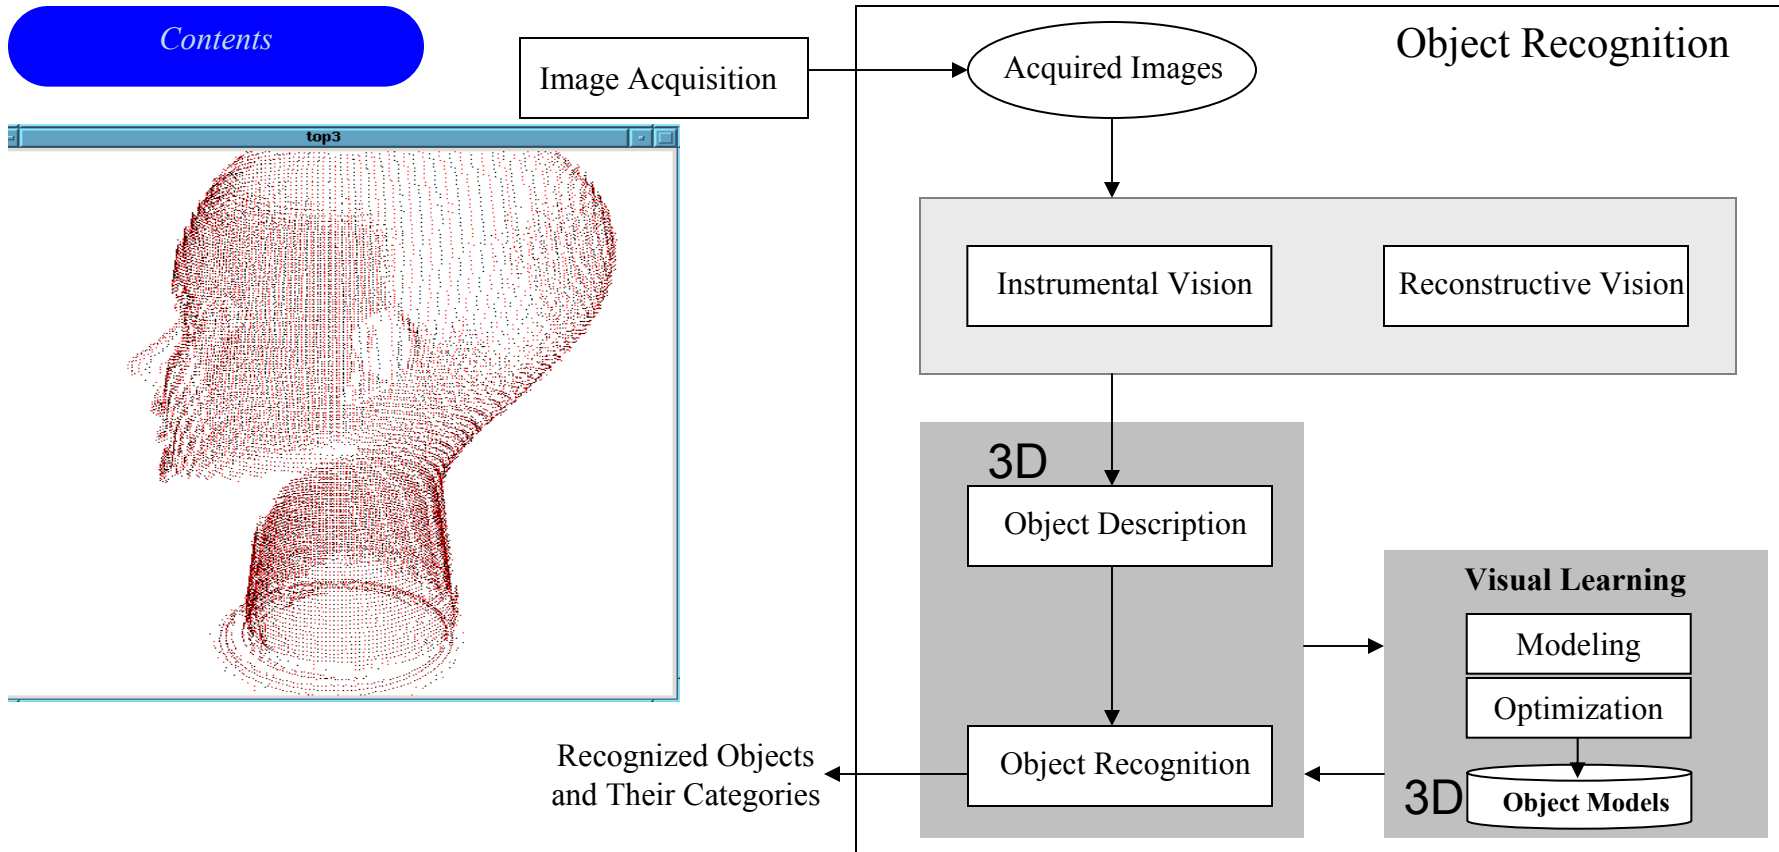 Contents
Image Acquisition
Acquired Images
Object Recognition
top3
Instrumental Vision
Reconstructive Vision
3D
Object Description
Visual Learning
Modeling
Optimization
Object Recognition
Recognized Objects
and Their Categories
3D
Object Models